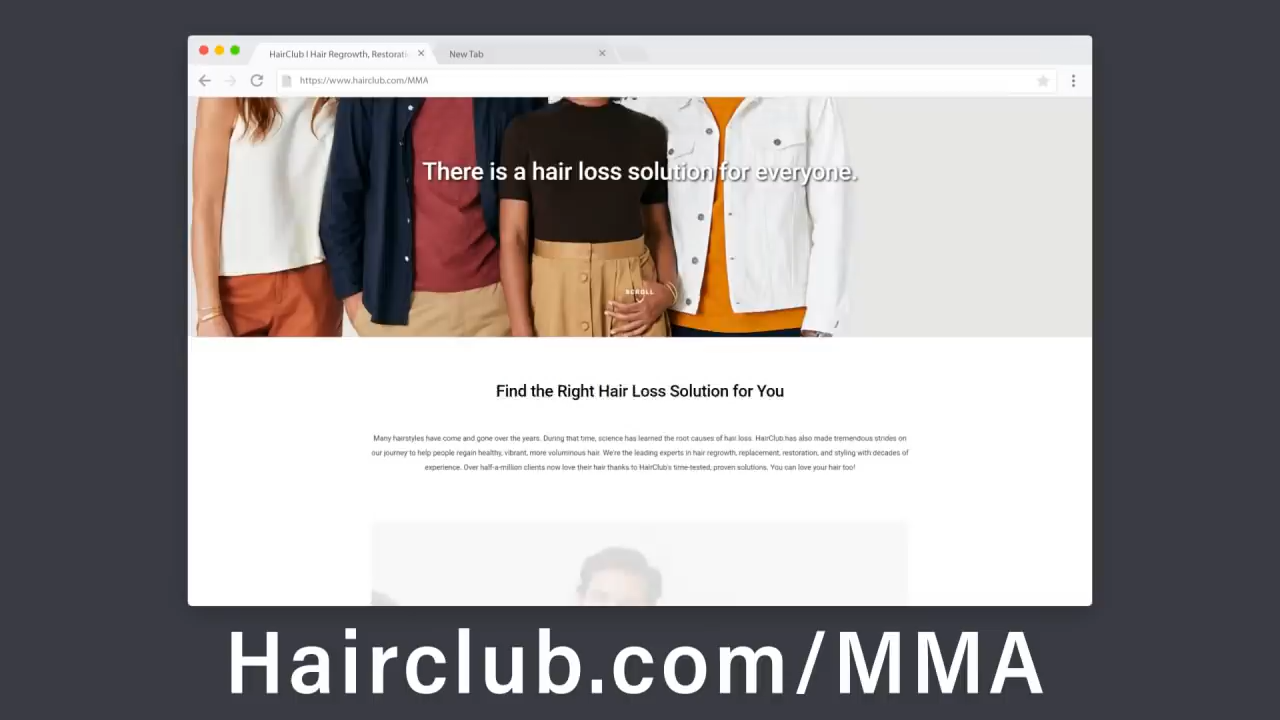 HairClub I Hair Regrowth, Restorati
New Tab
https://www.hairclub.com/MMA
There is a hair loss solution for everyone.
SCROLL
Find the Right Hair Loss Solution for You
Many hairstyles have come and gone over the years. During that time, science has learned the root causes of hair loss. HairClub has also made tremendous strides on
our journey to help people regain healthy, vibrant, more voluminous hair. We're the leading experts in hair regrowth, replacement, restoration, and styling with decades of
experience. Over half-a-million clients now love their hair thanks to HairClub's time-tested, proven solutions. You can love your hair too!
Hairclub.com/MMA